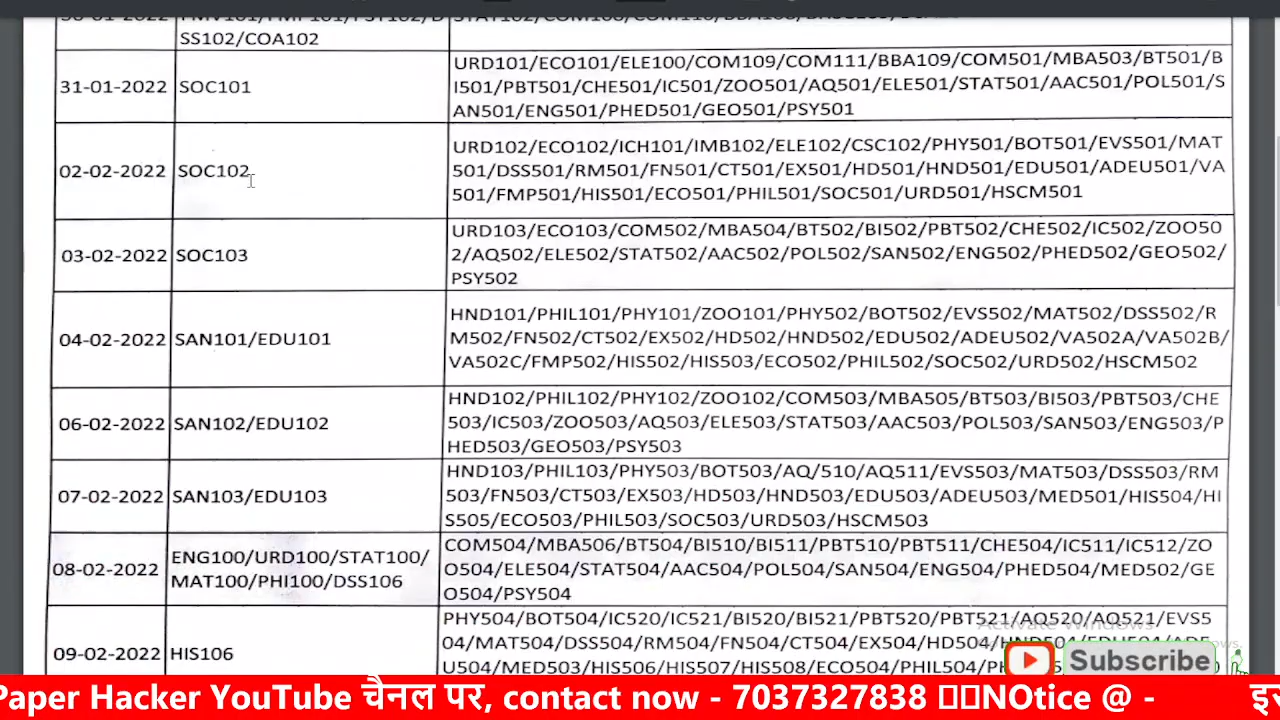 SS102/COA102
31-01-2022 SOC101 URD101/ECO101/ELE100/COM109/COM111/BBA109/COM501/MBA503/BT501/B
I501/PBT501/CHE501/IC501/ZOO501/AQ501/ELE501/STAT501/AAC501/POL501/S
AN501/ENG501/PHED501/GEO501/PSY501
02-02-2022 SOC102 URD102/ECO102/ICH101/IMB102/ELE102/CSC102/PHY501/BOT501/EVS501/MAT
501/DSS501/RM501/FN501/CT501/EX501/HD501/HND501/EDU501/ADEU501/VA
501/FMP501/HIS501/ECO501/PHIL501/SOC501/URD501/HSCM501
03-02-2022 SOC103 URD103/ECO103/COM502/MBA504/BT502/BI502/PBT502/CHE502/IC502/ZOO50
2/AQ502/ELE502/STAT502/AAC502/POL502/SAN502/ENG502/PHED502/GEO502/
PSY502
04-02-2022 SAN101/EDU101 HND101/PHIL101/PHY101/ZOO101/PHY502/BOT502/EVS502/MAT502/DSS502/R
M502/FN502/CT502/EX502/HD502/HND502/EDU502/ADEU502/VA502A/VA502B/
VA502C/FMP502/HIS502/HIS503/ECO502/PHIL502/SOC502/URD502/HSCM502
06-02-2022 SAN102/EDU102 HND102/PHIL102/PHY102/ZOO102/COM503/MBA505/BT503/BI503/PBT503/CHE
503/IC503/ZOO503/AQ503/ELE503/STAT503/AAC503/POL503/SAN503/ENG503/P
HED503/GEO503/PSY503
07-02-2022 SAN103/EDU103 HND103/PHIL103/PHY503/BOT503/AQ/510/AQ511/EVS503/MAT503/DSS503/RM
503/FN503/CT503/EX503/HD503/HND503/EDU503/ADEU503/MED501/HIS504/HI
S505/ECO503/PHIL503/SOC503/URD503/HSCM503
08-02-2022 ENG100/URD100/STAT100/
MAT100/PHI100/DSS106
COM504/MBA506/BT504/BI510/BI511/PBT510/PBT511/CHE504/IC511/IC512/ZO
O504/ELE504/STAT504/AAC504/POL504/SAN504/ENG504/PHED504/MED502/GE
O504/PSY504
09-02-2022 HIS106 PHY504/BOT504/IC520/IC521/BI520/BI521/PBT520/PBT521/AQ520/AQ521/EVS5
04/MAT504/DSS504/RM504/FN504/CT504/EX504/HD504/HND504/EDU504/ADE
U504/MED503/HIS506/HIS507/HIS508/ECO504/PHIL504/
Activate Windows
Subscribe
Paper Hacker YouTube चैनल पर, contact now - 7037327838 NOtice @ -